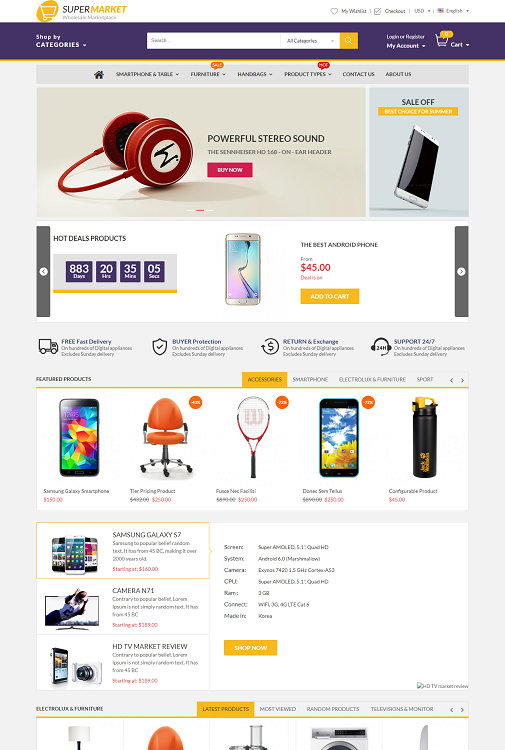 SUPERMARKET
Wholesale Marketplace
My Wishlist
Checkout
USD
English
Shop by
CATEGORIES
Search...
All Categories
Login or Register
My Account
0
Cart
SALE
HOT
SMARTPHONE & TABLE
FURNITURE
HANDBAGS
PRODUCT TYPES
CONTACT US
ABOUT US
POWERFUL STEREO SOUND
THE SENNHEISER HD 168 - ON - EAR HEADER
BUY NOW
SALE OFF
BEST CHOICE FOR SUMMER
HOT DEALS PRODUCTS
883 20 35 05
Days Hrs Mins Secs
THE BEST ANDROID PHONE
From
$45.00
Deal is on
ADD TO CART
FREE Fast Delivery
On hundreds of Digital appliances
Excludes Sunday delivery
BUYER Protection
On hundreds of Digital appliances
Excludes Sunday delivery
RETURN & Exchange
On hundreds of Digital appliances
Excludes Sunday delivery
24H
SUPPORT 24/7
On hundreds of Digital appliances
Excludes Sunday delivery
FEATURED PRODUCTS
ACCESSORIES
SMARTPHONE
ELECTROLUX & FURNITURE
SPORT
-43%
-72%
-72%
Samsung Galaxy Smartphone
$150.00
Tier Pricing Product
$432.00 $250.00
Fusce Nec Facilisi
$890.00 $250.00
Donec Sem Tellus
$890.00 $250.00
Configurable Product
$45.00
SAMSUNG GALAXY S7
Samsung to popular belief, random
text. It has from 45 BC, making it over
2000 years old.
Starting at: $160.00
CAMERA N71
Contrary to popular belief, Lorem
Ipsum is not simply random text. It has
from 45 BC
Starting at: $189.00
HD TV MARKET REVIEW
Contrary to popular belief, Lorem
Ipsum is not simply random text. It has
from 45 BC
Starting at: $189.00
Screen: Super AMOLED, 5.1", Quad HD
System: Android 6.0 (Marshmallow)
Camera: Exynos 7420 1.5 GHz Cortex-A53
CPU: Super AMOLED, 5.1", Quad HD
Ram: 3 GB
Connect: WiFi, 3G, 4G LTE Cat 6
Made in: Korea
SHOP NOW
HD TV market review
ELECTROLUX & FURNITURE
LATEST PRODUCTS
MOST VIEWED
RANDOM PRODUCTS
TELEVISIONS & MONITOR